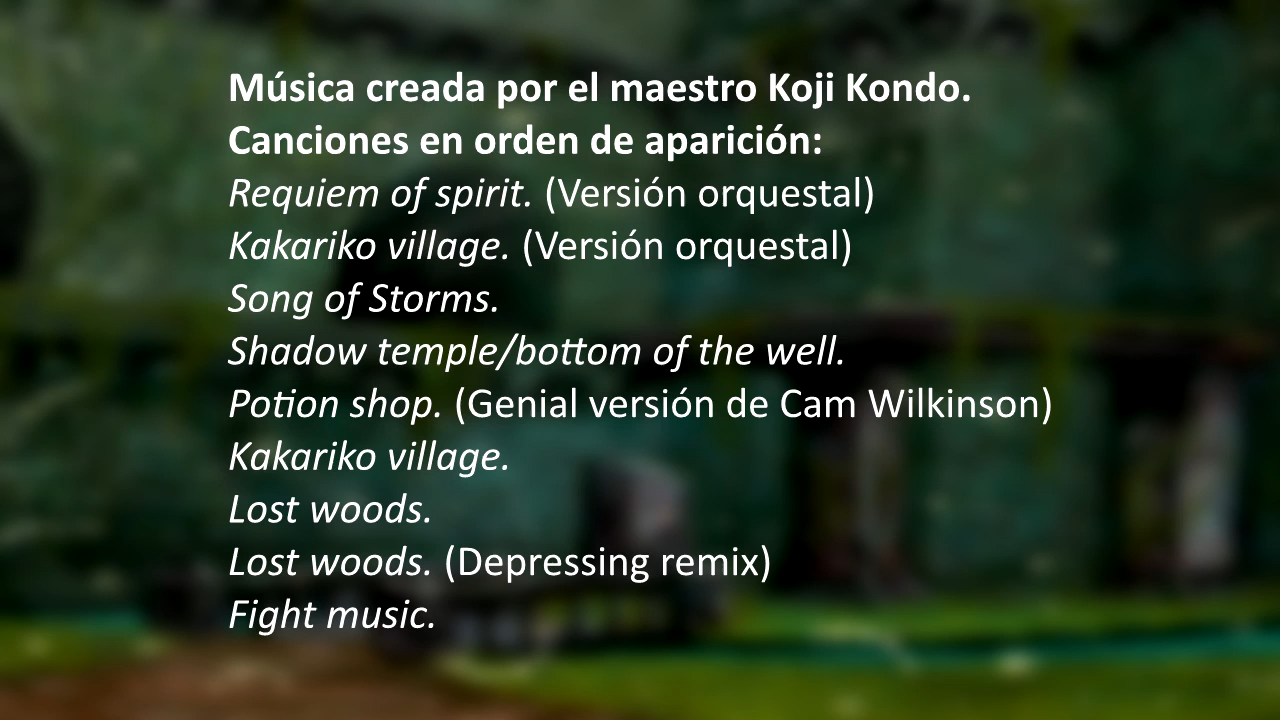 Música creada por el maestro Koji Kondo.
Canciones en orden de aparición:
Requiem of spirit. (Versión orquestal)
Kakariko village. (Versión orquestal)
Song of Storms.
Shadow temple/bottom of the well.
Potion shop. (Genial versión de Cam Wilkinson)
Kakariko village.
Lost woods.
Lost woods. (Depressing remix)
Fight music.